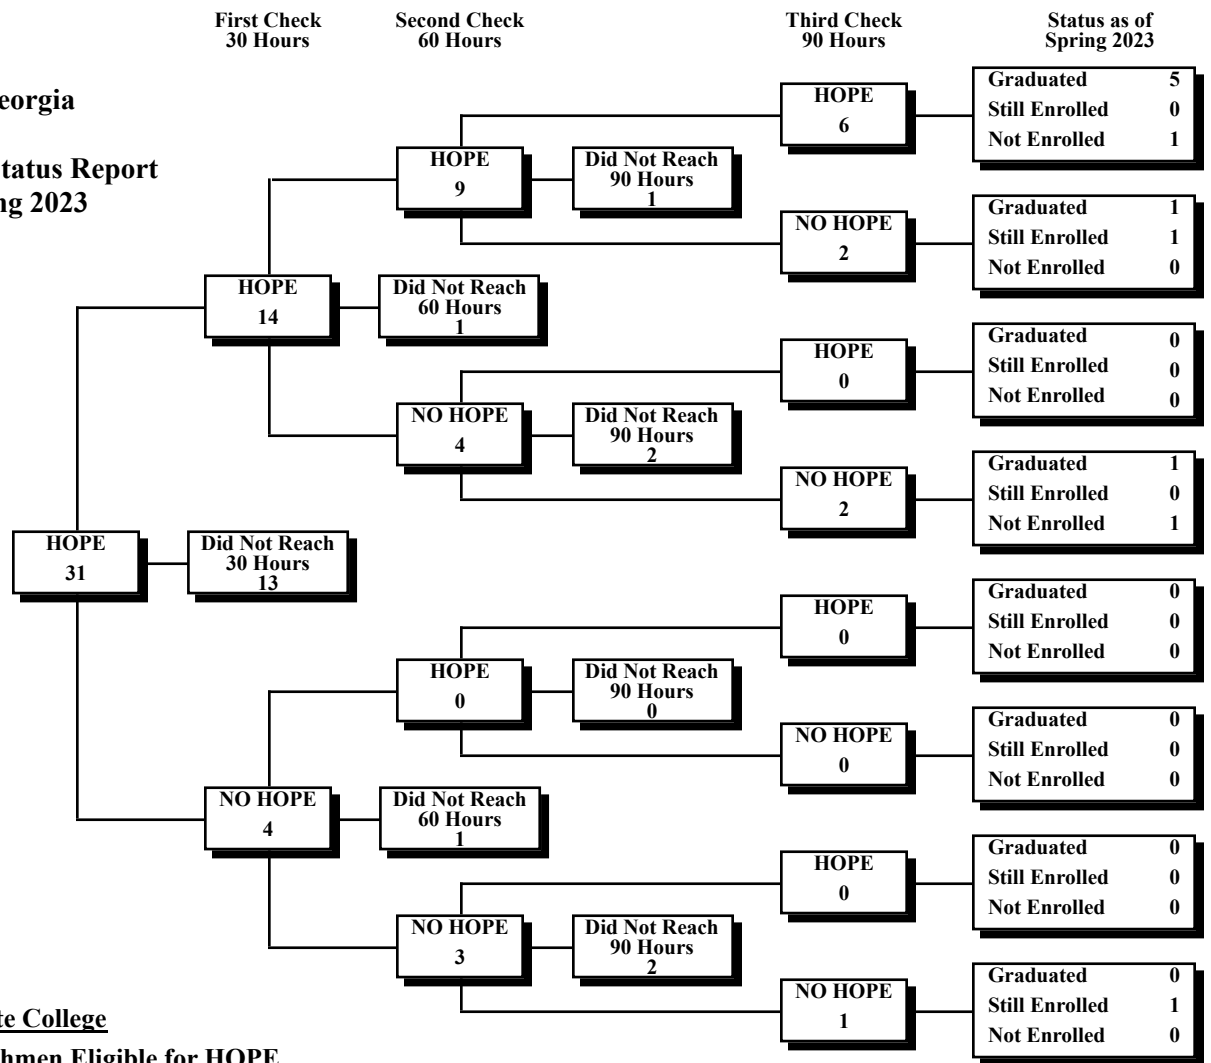 First Check
30 Hours
Second Check
60 Hours
Third Check
90 Hours
Status as of
Spring 2023
Status Report
2023
HOPE
6
Graduated 5
Still Enrolled 0
Not Enrolled 1
HOPE
9
Did Not Reach
90 Hours
1
NO HOPE
2
Graduated 1
Still Enrolled 1
Not Enrolled 0
HOPE
14
Did Not Reach
60 Hours
1
HOPE
0
Graduated 0
Still Enrolled 0
Not Enrolled 0
NO HOPE
4
Did Not Reach
90 Hours
2
NO HOPE
2
Graduated 1
Still Enrolled 0
Not Enrolled 1
HOPE
31
Did Not Reach
30 Hours
13
HOPE
0
Graduated 0
Still Enrolled 0
Not Enrolled 0
HOPE
0
Did Not Reach
90 Hours
0
NO HOPE
0
Graduated 0
Still Enrolled 0
Not Enrolled 0
NO HOPE
4
Did Not Reach
60 Hours
1
HOPE
0
Graduated 0
Still Enrolled 0
Not Enrolled 0
NO HOPE
3
Did Not Reach
90 Hours
2
NO HOPE
1
Graduated 0
Still Enrolled 1
Not Enrolled 0
College
Eligible for HOPE